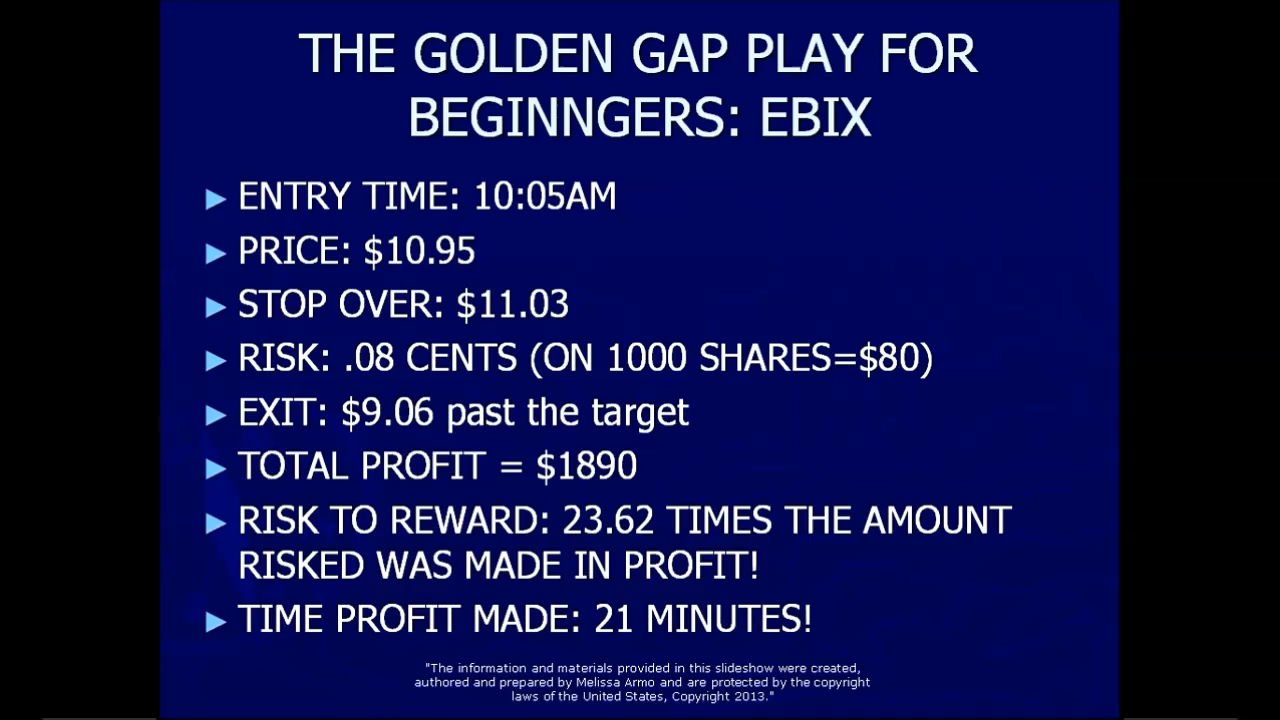 THE GOLDEN GAP PLAY FOR
BEGINNGERS: EBIX
► ENTRY TIME: 10:05AM
► PRICE: $10.95
► STOP OVER: $11.03
► RISK: .08 CENTS (ON 1000 SHARES=$80)
► EXIT: $9.06 past the target
► TOTAL PROFIT = $1890
► RISK TO REWARD: 23.62 TIMES THE AMOUNT
RISKED WAS MADE IN PROFIT!
► TIME PROFIT MADE: 21 MINUTES!
"The information and materials provided in this slideshow were created,
authored and prepared by Melissa Armo and are protected by the copyright
laws of the United States, Copyright 2013."